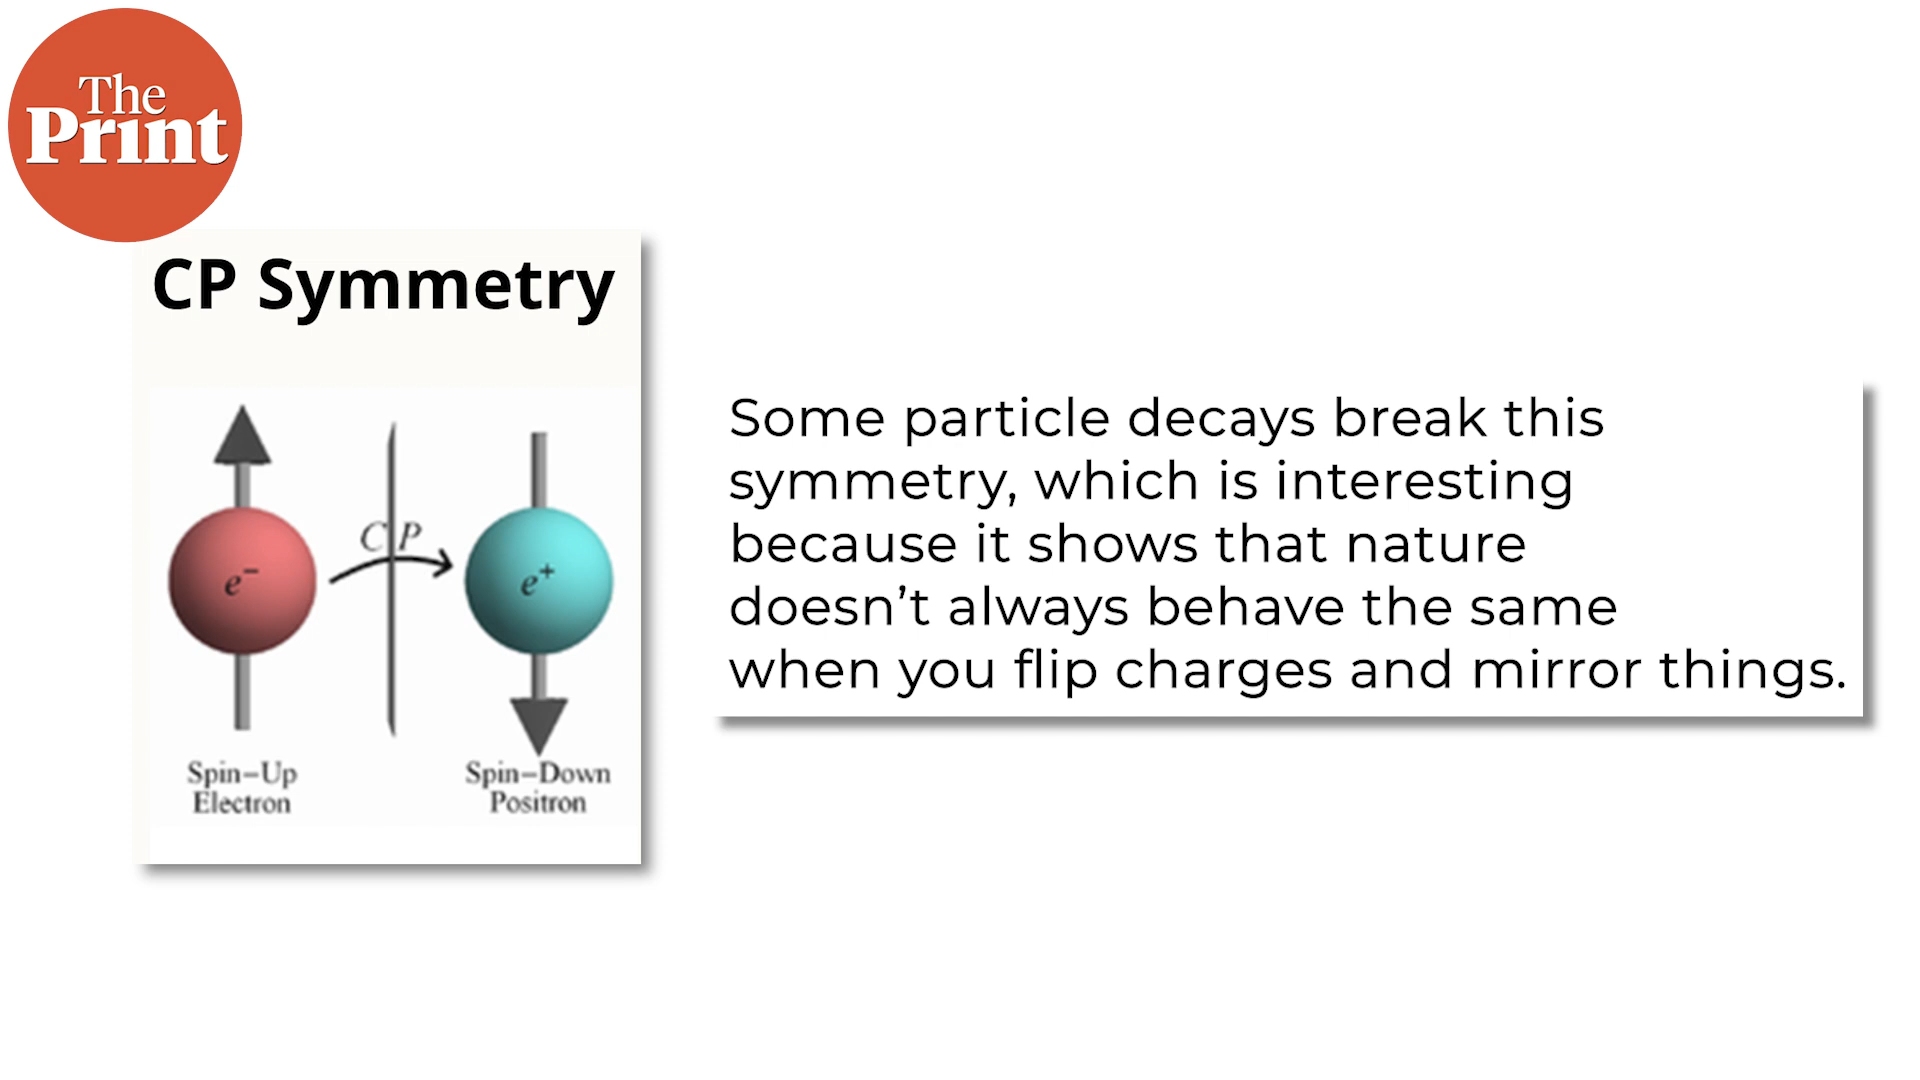 The
Print
CP Symmetry
C P
e⁻
e⁺
Spin–Up
Electron
Spin–Down
Positron
Some particle decays break this
symmetry, which is interesting
because it shows that nature
doesn’t always behave the same
when you flip charges and mirror things.